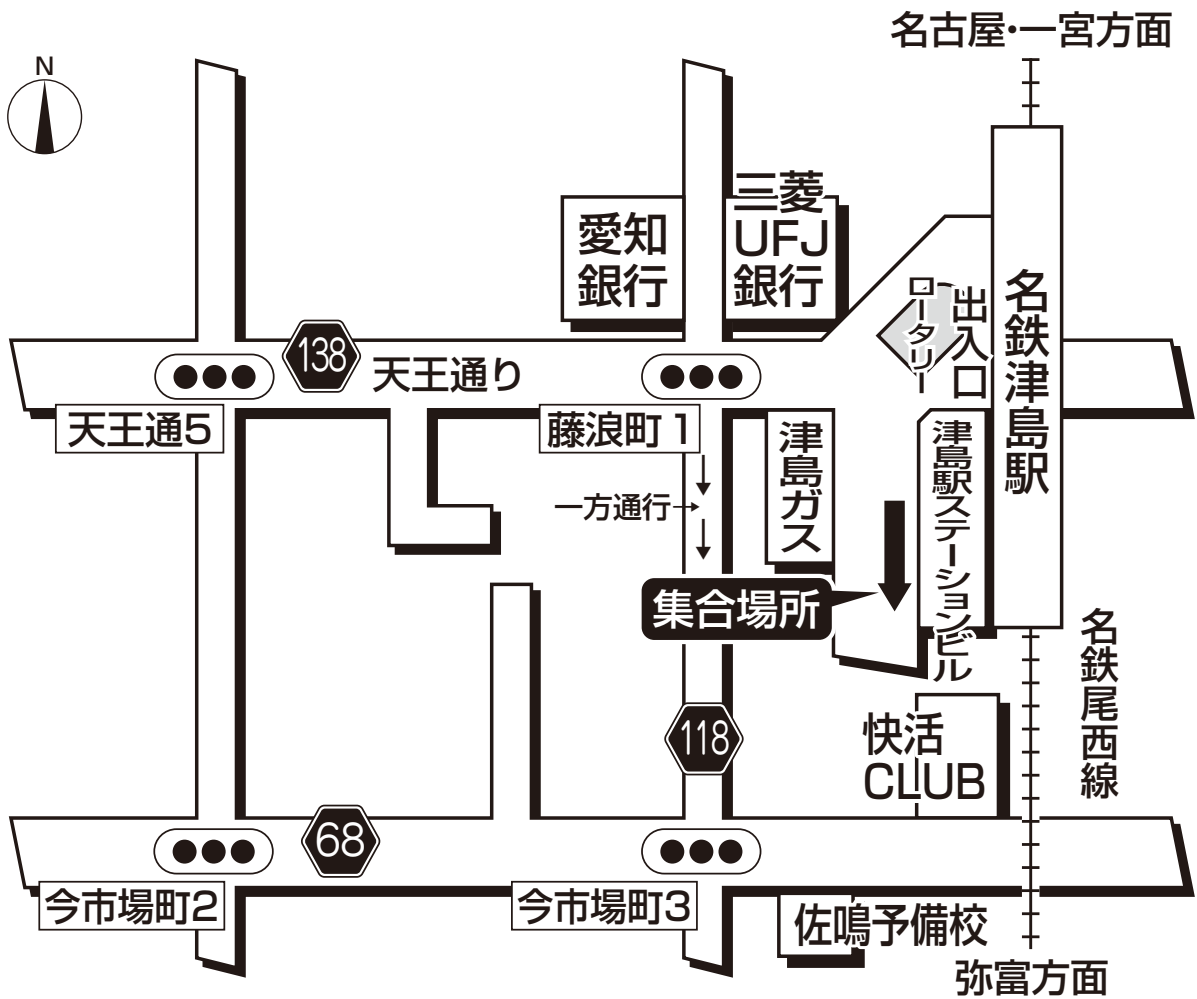 名古屋・一宮方面
N
愛知
銀行
三菱
UFJ
銀行
ロータリー
出入口
名鉄津島駅
138
天王通り
天王通5
藤浪町1
津島ガス
津島駅ステーションビル
一方通行→
集合場所
名鉄尾西線
118
快活
CLUB
68
今市場町2
今市場町3
佐鳴予備校
弥富方面